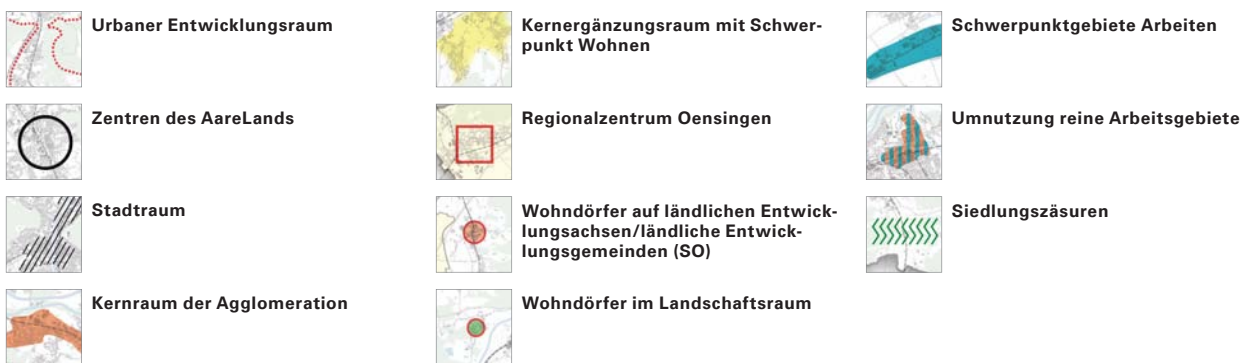 Urbaner Entwicklungsraum
Zentren des AareLands
Stadtraum
Kernraum der Agglomeration
Kernergänzungsraum mit Schwer-
punkt Wohnen
Regionalzentrum Oensingen
Wohndörfer auf ländlichen Entwick-
lungsachsen/ländliche Entwick-
lungsgemeinden (SO)
Wohndörfer im Landschaftsraum
Schwerpunktgebiete Arbeiten
Umnutzung reine Arbeitsgebiete
Siedlungszäsuren